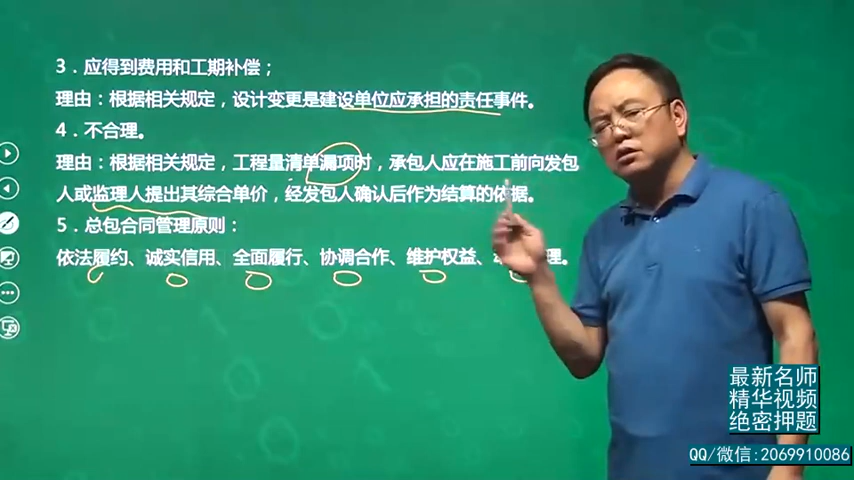 3．应得到费用和工期补偿；
理由：根据相关规定，设计变更是建设单位应承担的责任事件。
4．不合理。
理由：根据相关规定，工程量清单漏项时，承包人应在施工前向发包
人或监理人提出其综合单价，经发包人确认后作为结算的依据。
5．总包合同管理原则：
依法履约、诚实信用、全面履行、协调合作、维护权益、理。
最新名师
精华视频
绝密押题
QQ/微信:2069910086